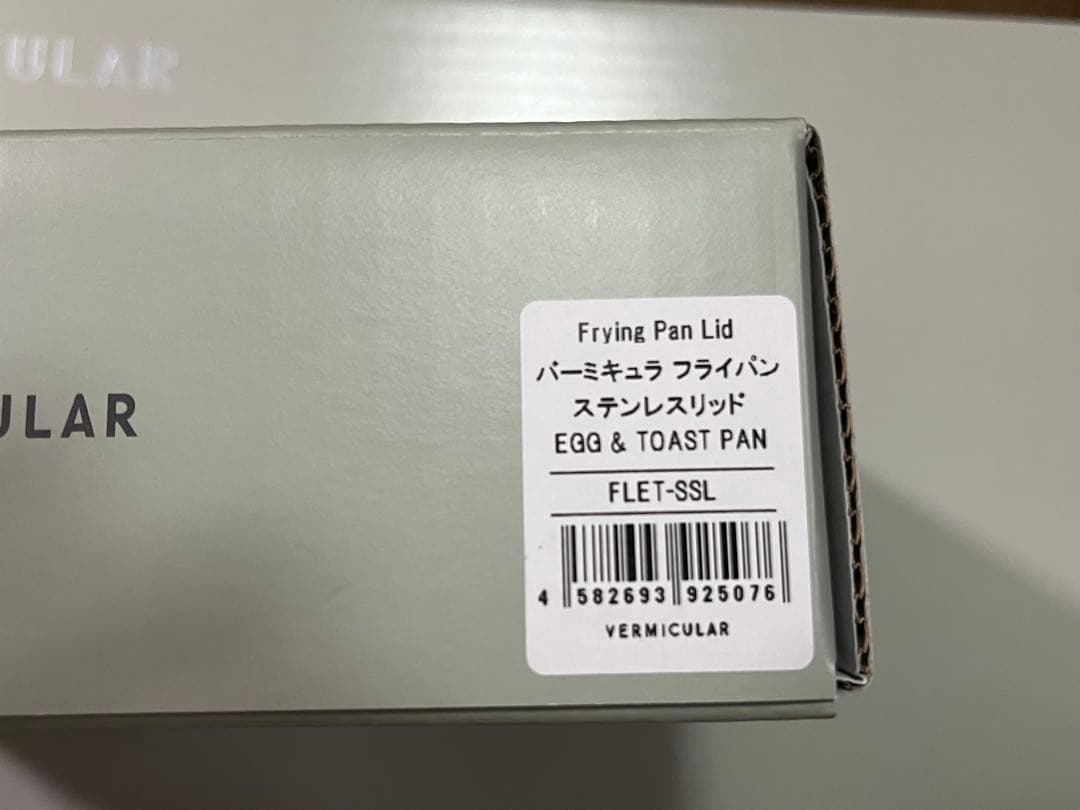 ULAR
ULAR
Frying Pan Lid
バーミキュラ フライパン
ステンレスリッド
EGG & TOAST PAN
FLET-SSL
4 582693 925076
VERMICULAR